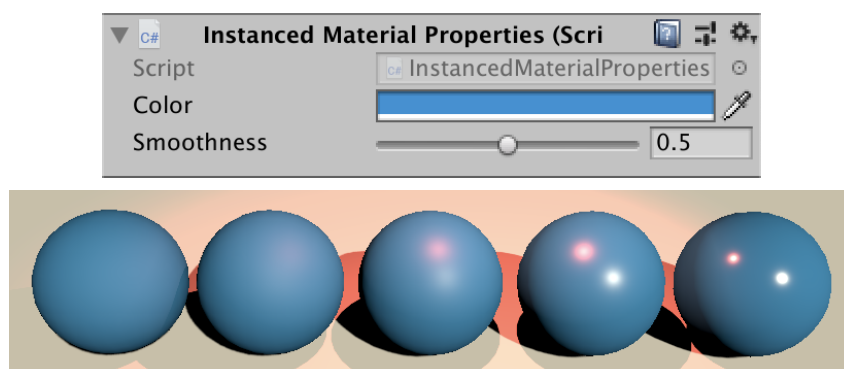 C# Instanced Material Properties (Scri
Script C# InstancedMaterialProperties
Color
Smoothness 0.5